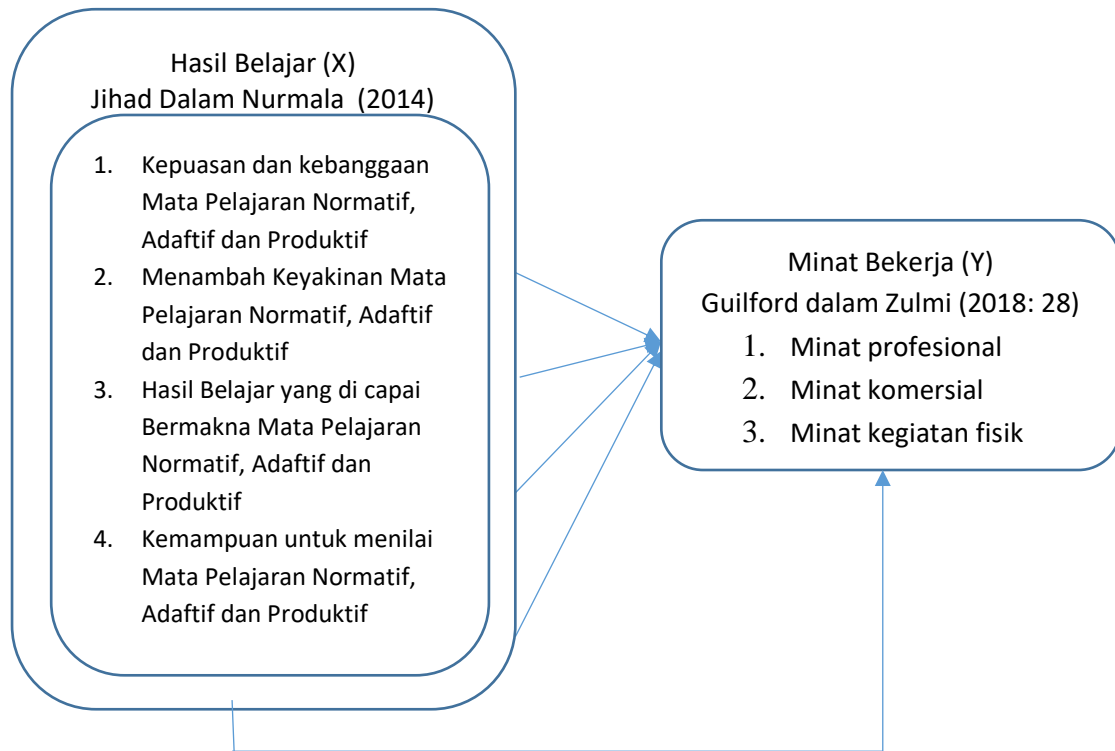 Hasil Belajar (X)
Jihad Dalam Nurmala (2014)
1. Kepuasan dan kebanggaan
Mata Pelajaran Normatif,
Adaftif dan Produktif
2. Menambah Keyakinan Mata
Pelajaran Normatif, Adaftif
dan Produktif
3. Hasil Belajar yang di capai
Bermakna Mata Pelajaran
Normatif, Adaftif dan
Produktif
4. Kemampuan untuk menilai
Mata Pelajaran Normatif,
Adaftif dan Produktif
Minat Bekerja (Y)
Guilford dalam Zulmi (2018: 28)
1. Minat profesional
2. Minat komersial
3. Minat kegiatan fisik